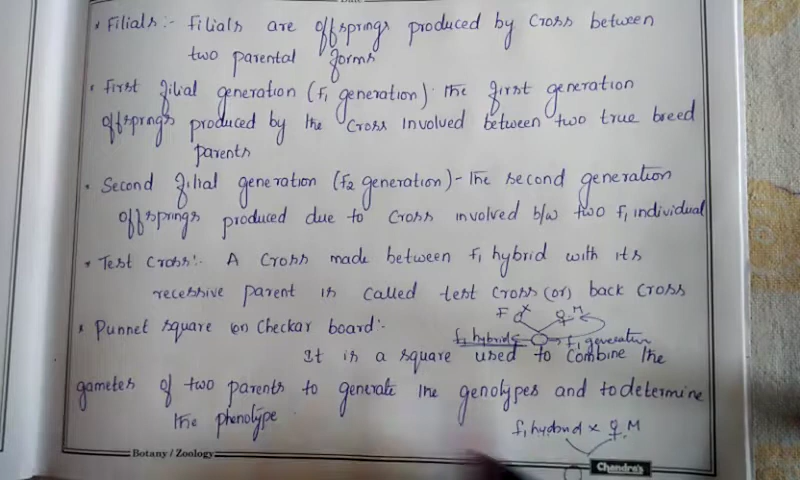 * Filials :- Filials are offsprings produced by cross between
two parental forms
* First filial generation (F1 generation). The first generation
offsprings produced by the cross involved between two true breed
parents
* Second filial generation (F2 generation) - The second generation
offsprings produced due to cross involved b/w two F1 individual
* Test cross :- A cross made between F1 hybrid with its
recessive parent is called test cross (or) back cross
F ♂ x ♀ M
* Punnet square on Checkar board :-
F1 hybrids F1 generation
It is a square used to combine the
gametes of two parents to generate the genotypes and to determine
the phenotype
F1 hybrid x ♀ M
Botany / Zoology
Chandra's